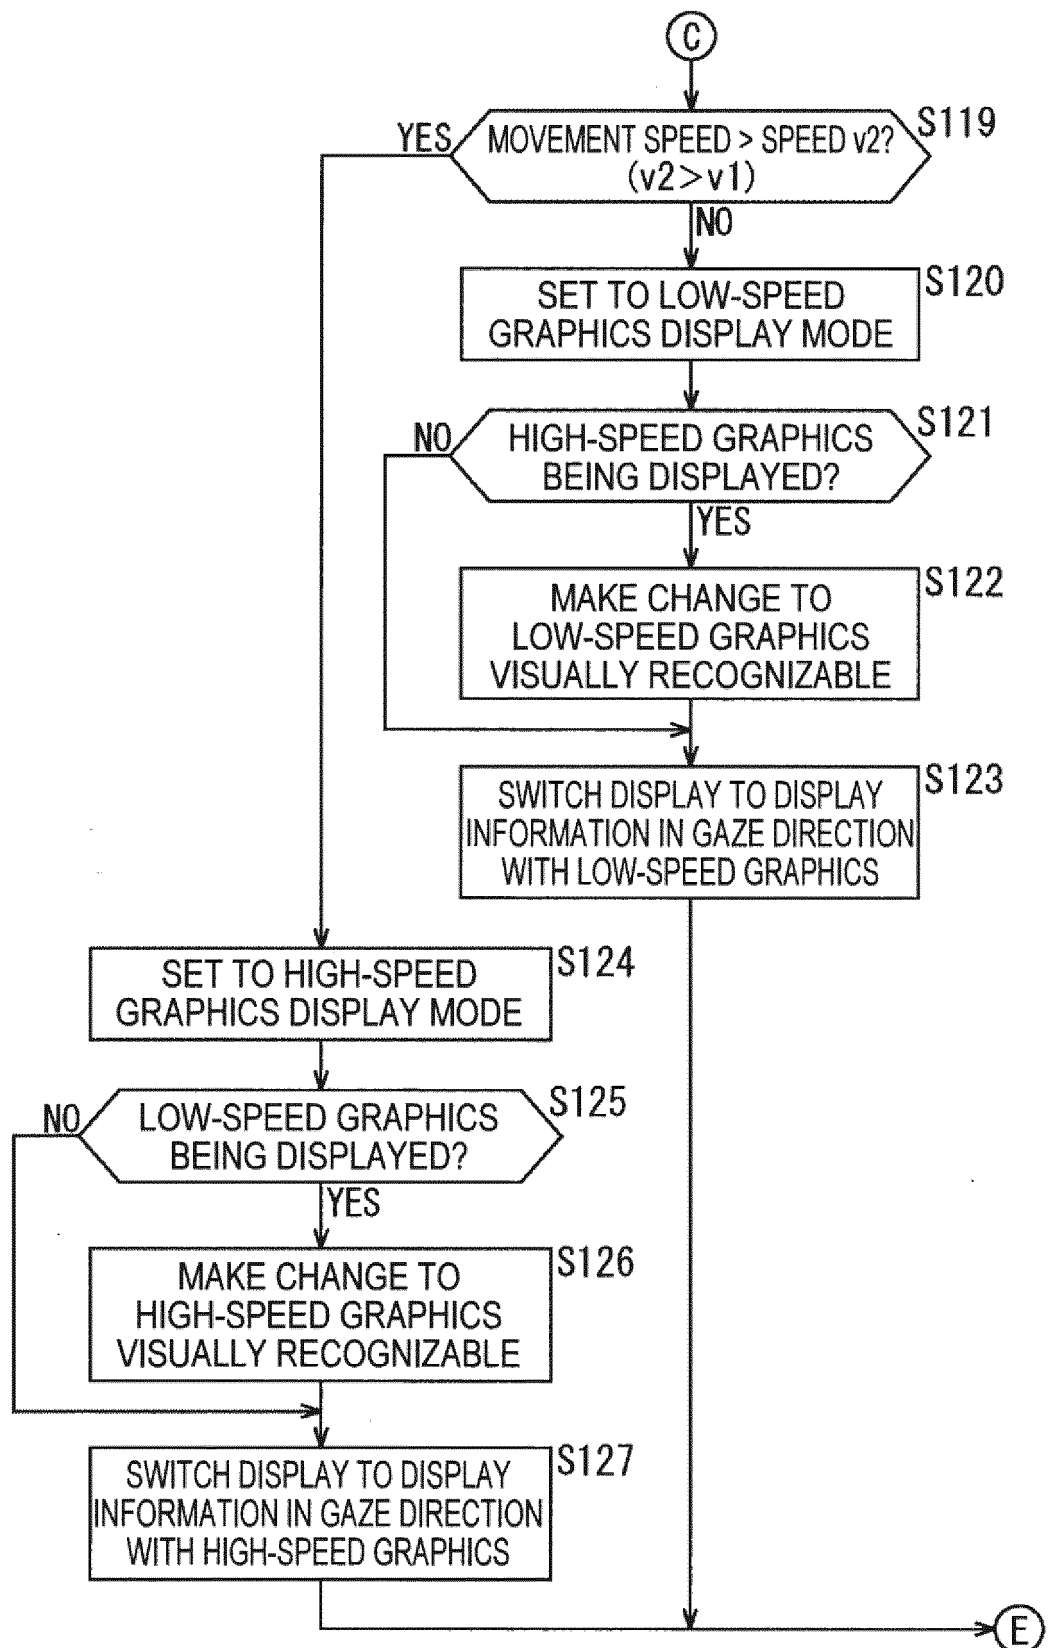 C
MOVEMENT SPEED > SPEED v2?
(v2>v1)
S119
YES
NO
SET TO LOW-SPEED
GRAPHICS DISPLAY MODE
S120
HIGH-SPEED GRAPHICS
BEING DISPLAYED?
S121
NO
YES
MAKE CHANGE TO
LOW-SPEED GRAPHICS
VISUALLY RECOGNIZABLE
S122
SWITCH DISPLAY TO DISPLAY
INFORMATION IN GAZE DIRECTION
WITH LOW-SPEED GRAPHICS
S123
SET TO HIGH-SPEED
GRAPHICS DISPLAY MODE
S124
LOW-SPEED GRAPHICS
BEING DISPLAYED?
S125
NO
YES
MAKE CHANGE TO
HIGH-SPEED GRAPHICS
VISUALLY RECOGNIZABLE
S126
SWITCH DISPLAY TO DISPLAY
INFORMATION IN GAZE DIRECTION
WITH HIGH-SPEED GRAPHICS
S127
E